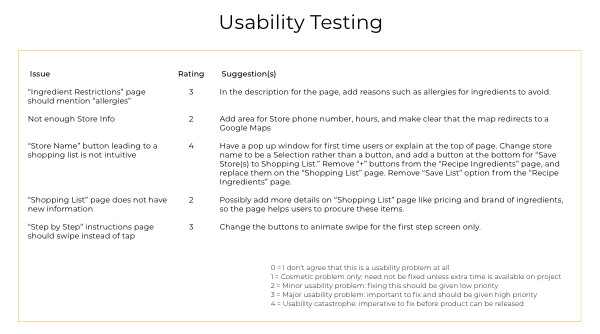 Usability Testing
Issue Rating Suggestion(s)
“Ingredient Restrictions” page 3 In the description for the page, add reasons such as allergies for ingredients to avoid.
should mention “allergies”
Not enough Store Info 2 Add area for Store phone number, hours, and make clear that the map redirects to a
Google Maps
“Store Name” button leading to a 4 Have a pop up window for first time users or explain at the top of page. Change store
shopping list is not intuitive name to be a Selection rather than a button, and add a button at the bottom for “Save
Store(s) to Shopping List.” Remove “+” buttons from the “Recipe Ingredients” page, and
replace them on the “Shopping List” page. Remove “Save List” option from the “Recipe
Ingredients” page.
“Shopping List” page does not have 2 Possibly add more details on “Shopping List” page like pricing and brand of ingredients,
new information so the page helps users to procure these items.
“Step by Step” instructions page 3 Change the buttons to animate swipe for the first step screen only.
should swipe instead of tap
0 = I don't agree that this is a usability problem at all
1 = Cosmetic problem only: need not be fixed unless extra time is available on project
2 = Minor usability problem: fixing this should be given low priority
3 = Major usability problem: important to fix and should be given high priority
4 = Usability catastrophe: imperative to fix before product can be released